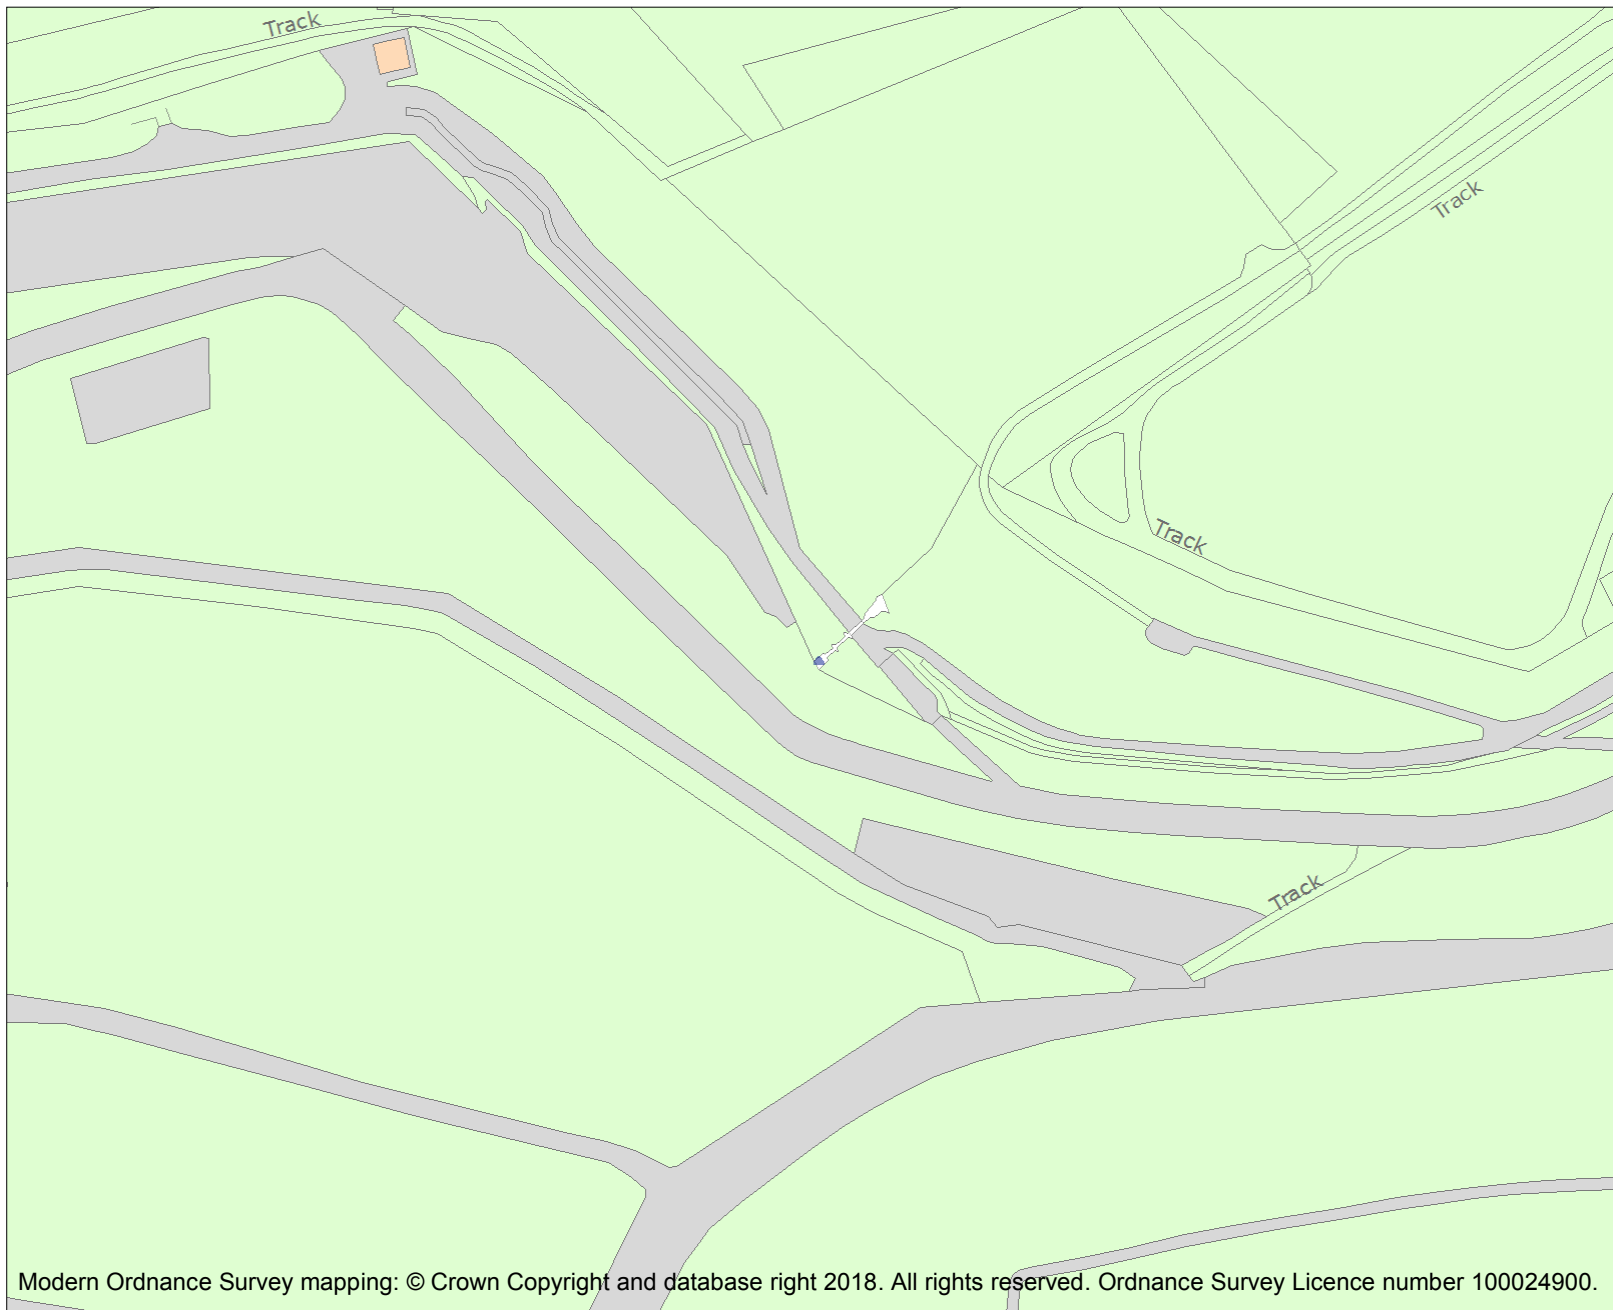 Track
Track
Track
Track
Modern Ordnance Survey mapping: © Crown Copyright and database right 2018. All rights reserved. Ordnance Survey Licence number 100024900.